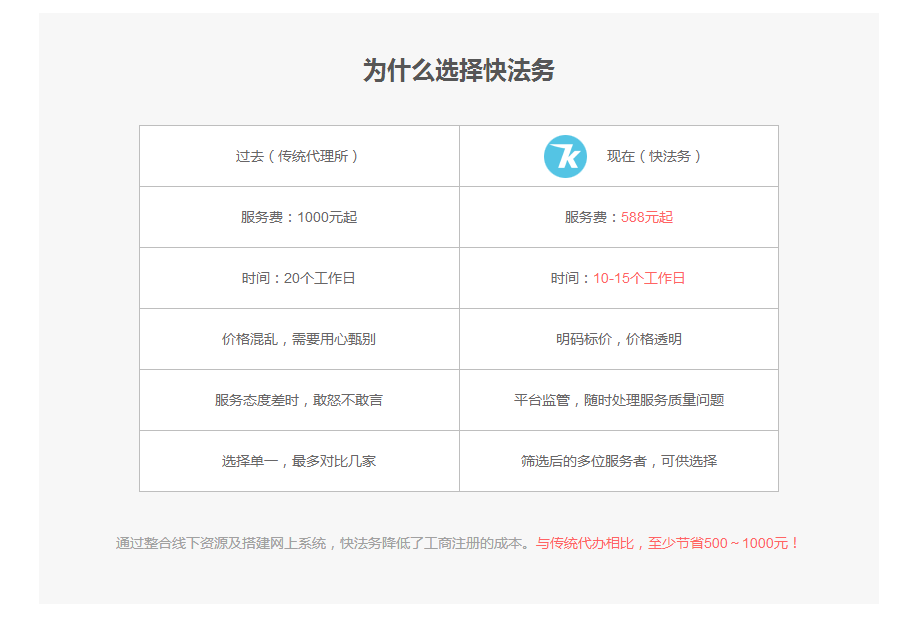 为什么选择快法务
过去（传统代理所）
现在（快法务）
服务费：1000元起
服务费：588元起
时间：20个工作日
时间：10-15个工作日
价格混乱，需要用心甄别
明码标价，价格透明
服务态度差时，敢怒不敢言
平台监管，随时处理服务质量问题
选择单一，最多对比几家
筛选后的多位服务者，可供选择
通过整合线下资源及搭建网上系统，快法务降低了工商注册的成本。与传统代办相比，至少节省500～1000元！